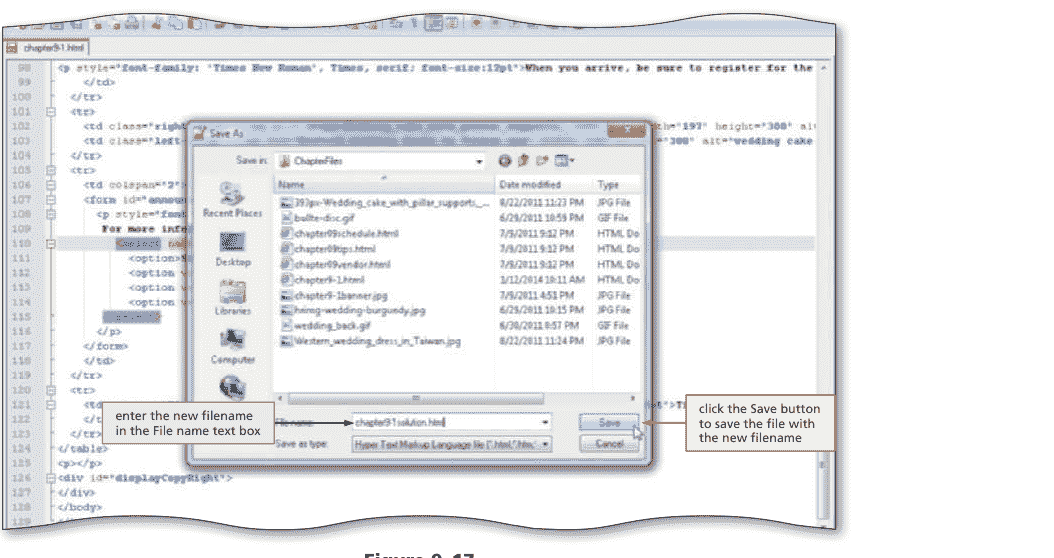 chapter9-1.html
98 <p style="font-family: 'Times New Roman', Times, serif; font-size:12pt">When you arrive, be sure to register for the
99 </td>
100 </tr>
101 <tr>
102 <td class="right th="197" height="300" al
103 <td class="left- ="300" alt="wedding cake
104 </tr>
105 <tr>
106 <td colspan="2"
107 <form id="annou
108 <p style="font
109 For more info
110 <select
111 <option>
112 <option v
113 <option v
114 <option v
115
116 </p>
117 </form>
118 </td>
119 </tr>
120 <tr>
121 <td
122 </t
123 </tr>
124 </table>
125 <p></p>
126 <div id="displayCopyRight">
127 </div>
128 </body>
129
Save As
Save in: ChapterFiles
Name Date modified Type
393px-Wedding_cake_with_pillar_supports,_... 8/22/2011 11:23 PM JPG File
bullte-disc.gif 6/29/2011 10:59 PM GIF File
chapter09schedule.html 7/9/2011 9:12 PM HTML Do
chapter09tips.html 7/9/2011 9:12 PM HTML Do
chapter09vendor.html 7/9/2011 9:12 PM HTML Do
chapter9-1.html 1/12/2014 10:11 AM HTML Do
chapter9-1banner.jpg 7/9/2011 4:51 PM JPG File
hnimg-wedding-burgundy.jpg 6/29/2011 10:15 PM JPG File
wedding_back.gif 6/30/2011 8:57 PM GIF File
Western_wedding_dress_in_Taiwan.jpg 8/22/2011 11:24 PM JPG File
Recent Places
Desktop
Libraries
Computer
File name: chapter9-1solution.html Save
Save as type: Hyper Text Markup Language file (*.html;*.htm; Cancel
enter the new filename
in the File name text box
click the Save button
to save the file with
the new filename